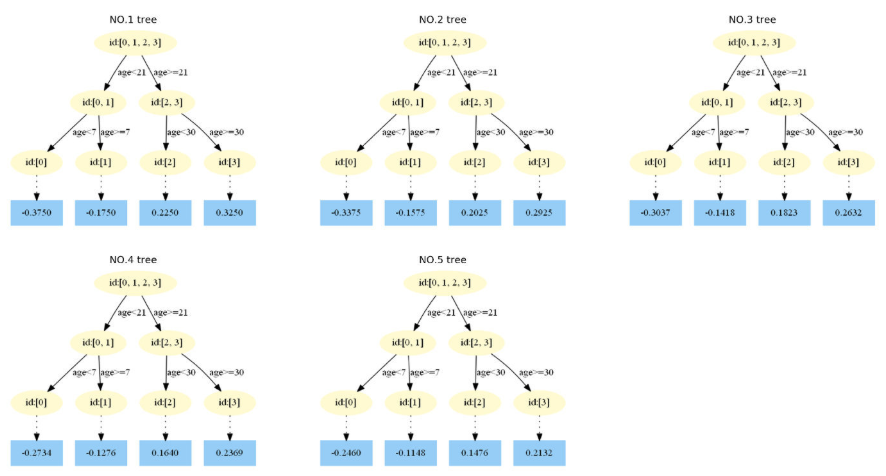 NO.1 tree
id:[0, 1, 2, 3]
age<21 age>=21
id:[0, 1] id:[2, 3]
age<7 age>=7 age<30 age>=30
id:[0] id:[1] id:[2] id:[3]
-0.3750 -0.1750 0.2250 0.3250
NO.2 tree
id:[0, 1, 2, 3]
age<21 age>=21
id:[0, 1] id:[2, 3]
age<7 age>=7 age<30 age>=30
id:[0] id:[1] id:[2] id:[3]
-0.3375 -0.1575 0.2025 0.2925
NO.3 tree
id:[0, 1, 2, 3]
age<21 age>=21
id:[0, 1] id:[2, 3]
age<7 age>=7 age<30 age>=30
id:[0] id:[1] id:[2] id:[3]
-0.3037 -0.1418 0.1823 0.2632
NO.4 tree
id:[0, 1, 2, 3]
age<21 age>=21
id:[0, 1] id:[2, 3]
age<7 age>=7 age<30 age>=30
id:[0] id:[1] id:[2] id:[3]
-0.2734 -0.1276 0.1640 0.2369
NO.5 tree
id:[0, 1, 2, 3]
age<21 age>=21
id:[0, 1] id:[2, 3]
age<7 age>=7 age<30 age>=30
id:[0] id:[1] id:[2] id:[3]
-0.2460 -0.1148 0.1476 0.2132